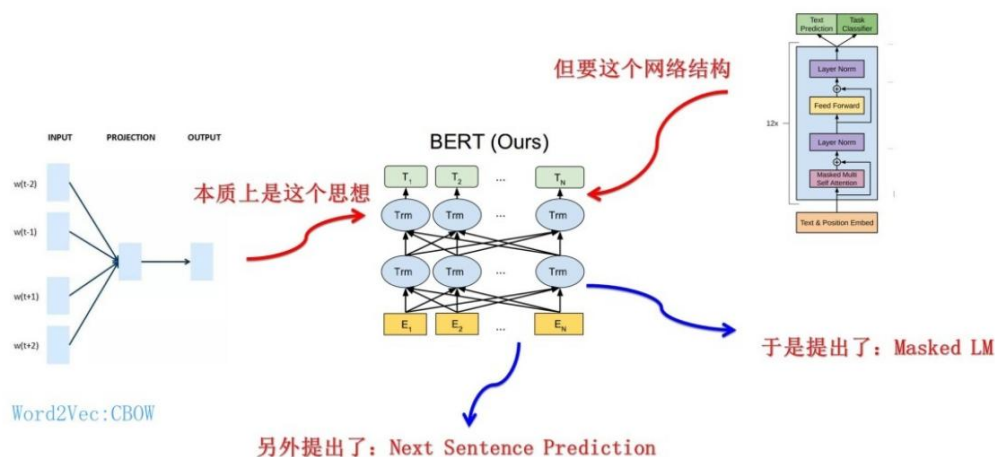 Text Prediction
Task Classifier
但要这个网络结构
Layer Norm
Feed Forward
12x
Layer Norm
Masked Multi Self Attention
Text & Position Embed
INPUT PROJECTION OUTPUT
w(t-2)
w(t-1)
w(t+1)
w(t+2)
Word2Vec:CBOW
本质上是这个思想
BERT (Ours)
T1 T2 ... TN
Trm Trm ... Trm
Trm Trm ... Trm
E1 E2 ... EN
于是提出了: Masked LM
另外提出了: Next Sentence Prediction